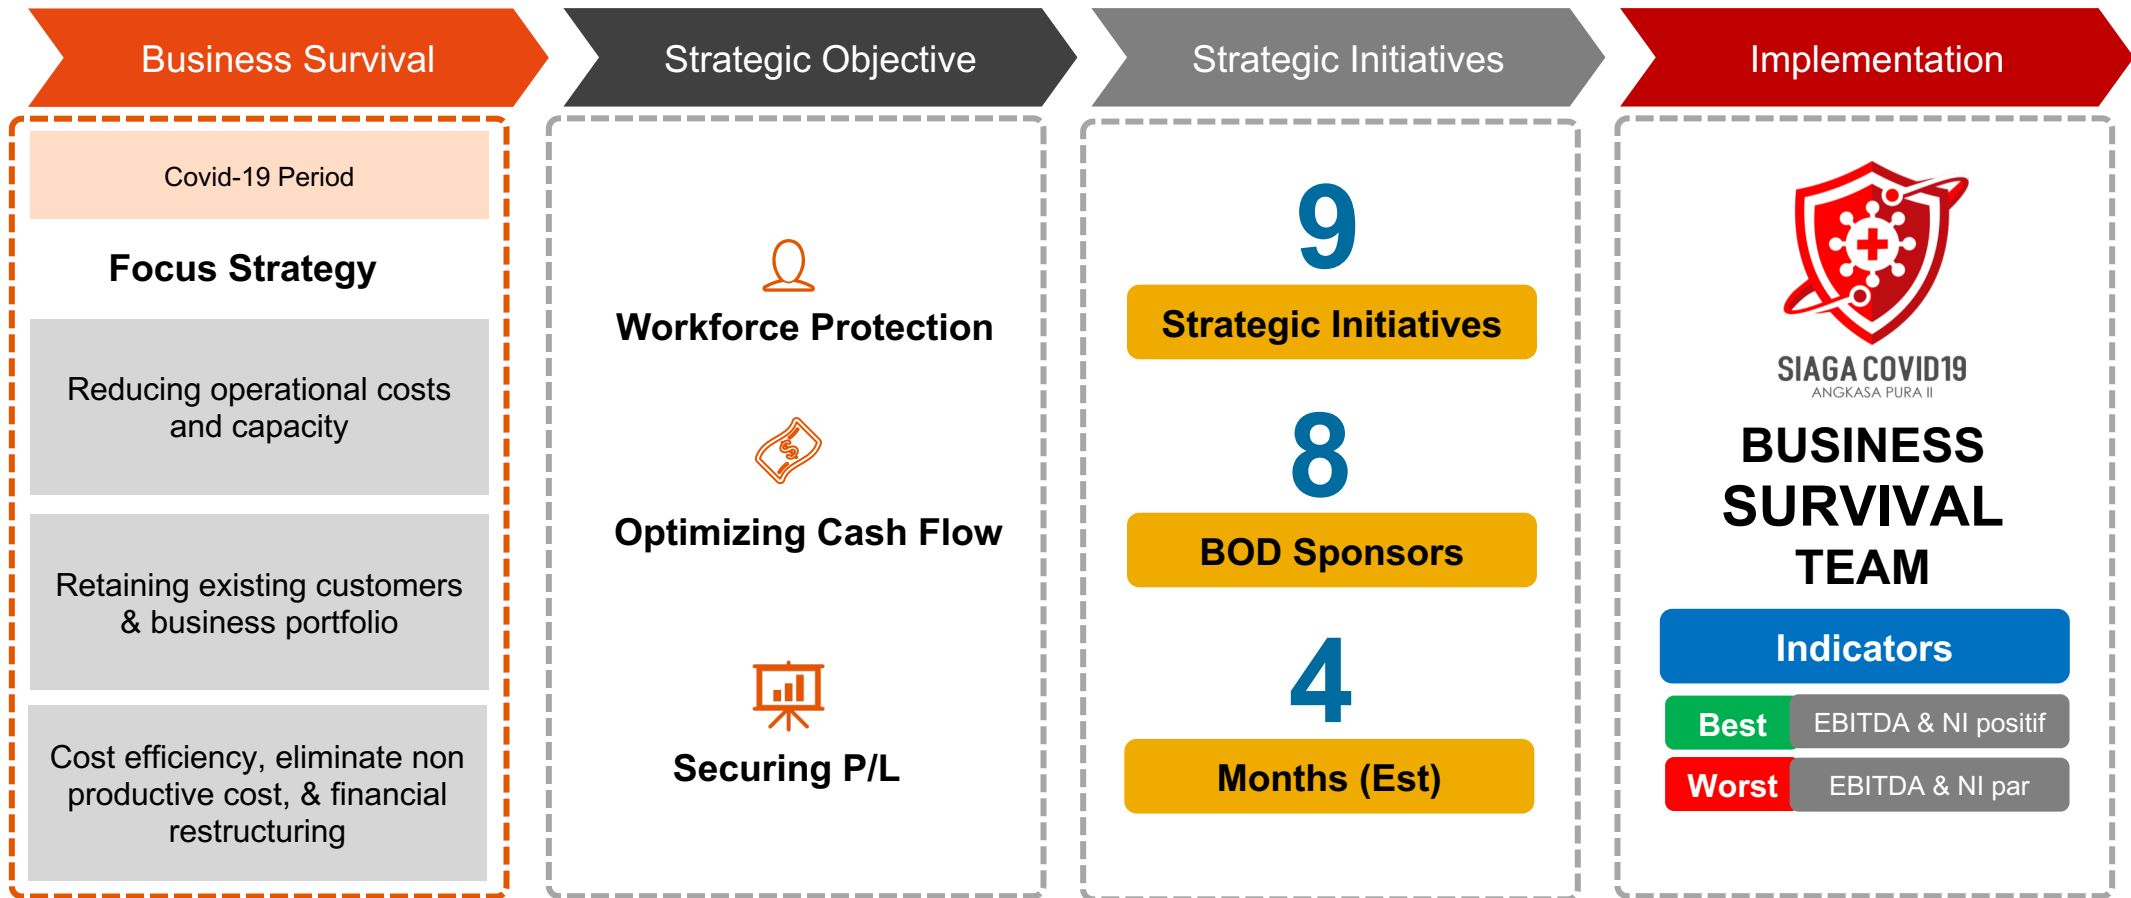 Business Survival
Strategic Objective
Strategic Initiatives
Implementation
Covid-19 Period
Focus Strategy
Reducing operational costs
and capacity
Retaining existing customers
& business portfolio
Cost efficiency, eliminate non
productive cost, & financial
restructuring
Workforce Protection
Optimizing Cash Flow
Securing P/L
9
Strategic Initiatives
8
BOD Sponsors
4
Months (Est)
SIAGA COVID19
ANGKASA PURA II
BUSINESS
SURVIVAL
TEAM
Indicators
Best EBITDA & NI positif
Worst EBITDA & NI par